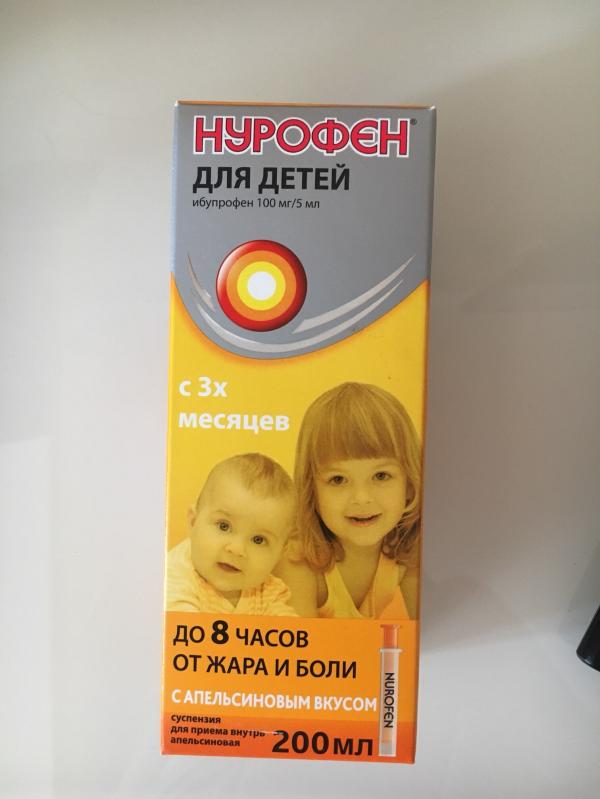 НУРОФЕН®
ДЛЯ ДЕТЕЙ
ибупрофен 100 мг/5 мл
с 3х
месяцев
ДО 8 ЧАСОВ
ОТ ЖАРА И БОЛИ
С АПЕЛЬСИНОВЫМ ВКУСОМ
NUROFEN
суспензия
для приема внутрь
апельсиновая
200 мл